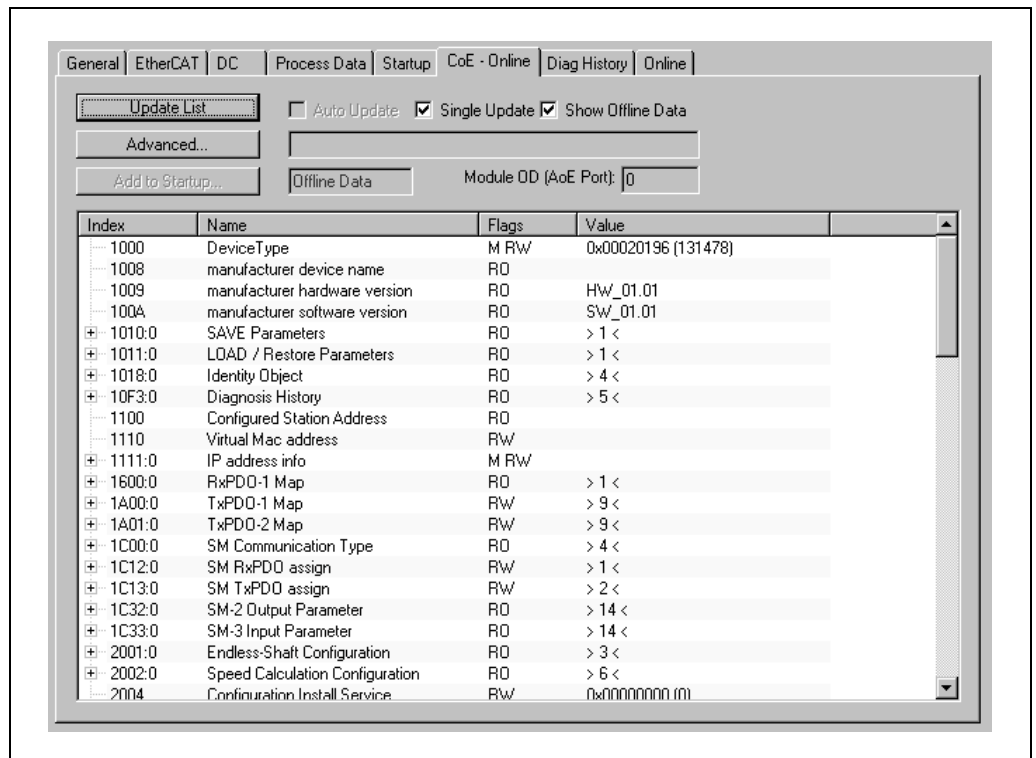 General EtherCAT DC Process Data Startup CoE - Online Diag History Online
Update List Auto Update Single Update Show Offline Data
Advanced...
Add to Startup... Offline Data Module OD (AoE Port): 0
Index Name Flags Value
1000 DeviceType M RW 0x00020196 (131478)
1008 manufacturer device name RO
1009 manufacturer hardware version RO HW_01.01
100A manufacturer software version RO SW_01.01
1010:0 SAVE Parameters RO > 1 <
1011:0 LOAD / Restore Parameters RO > 1 <
1018:0 Identity Object RO > 4 <
10F3:0 Diagnosis History RO > 5 <
1100 Configured Station Address RO
1110 Virtual Mac address RW
1111:0 IP address info M RW
1600:0 RxPDO-1 Map RO > 1 <
1A00:0 TxPDO-1 Map RW > 9 <
1A01:0 TxPDO-2 Map RW > 9 <
1C00:0 SM Communication Type RO > 4 <
1C12:0 SM RxPDO assign RW > 1 <
1C13:0 SM TxPDO assign RW > 2 <
1C32:0 SM-2 Output Parameter RO > 14 <
1C33:0 SM-3 Input Parameter RO > 14 <
2001:0 Endless-Shaft Configuration RO > 3 <
2002:0 Speed Calculation Configuration RO > 6 <
2004 Configuration Install Service RW 0x00000000 (0)